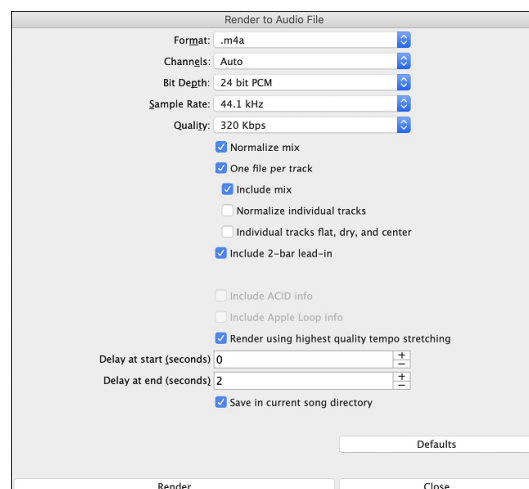 Render to Audio File
Format: .m4a
Channels: Auto
Bit Depth: 24 bit PCM
Sample Rate: 44.1 kHz
Quality: 320 Kbps
Normalize mix
One file per track
Include mix
Normalize individual tracks
Individual tracks flat, dry, and center
Include 2-bar lead-in
Include ACID info
Include Apple Loop info
Render using highest quality tempo stretching
Delay at start (seconds) 0
Delay at end (seconds) 2
Save in current song directory
Defaults
Render Close